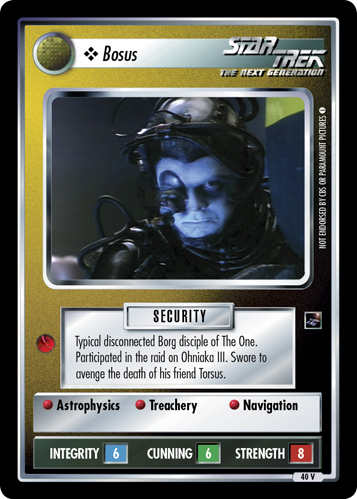 ❖ Bosus
STAR TREK
THE NEXT GENERATION
NOT ENDORSED BY CBS OR PARAMOUNT PICTURES
SECURITY
Typical disconnected Borg disciple of The One.
Participated in the raid on Ohniaka III. Swore to
avenge the death of his friend Torsus.
Astrophysics Treachery Navigation
INTEGRITY 6 CUNNING 6 STRENGTH 8
40 V